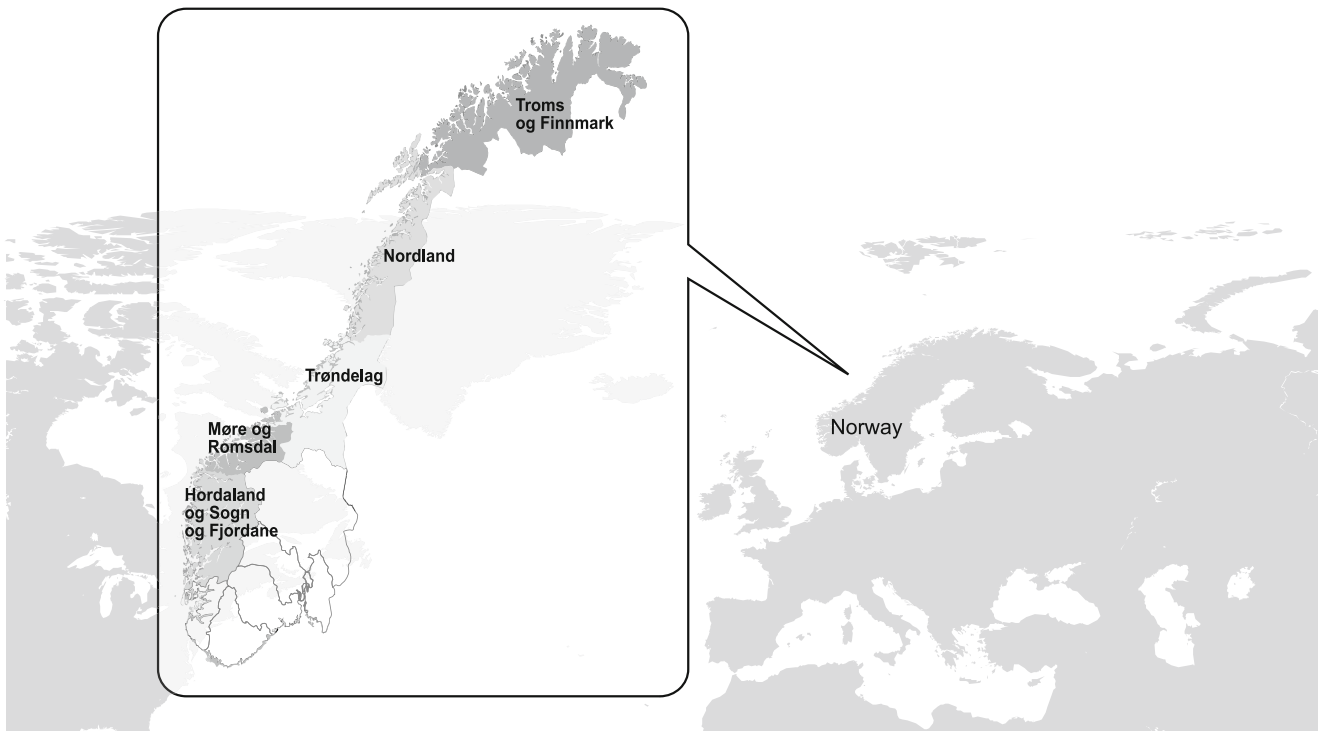 Troms
og Finnmark
Nordland
Trøndelag
Møre og
Romsdal
Hordaland
og Sogn
og Fjordane
Norway